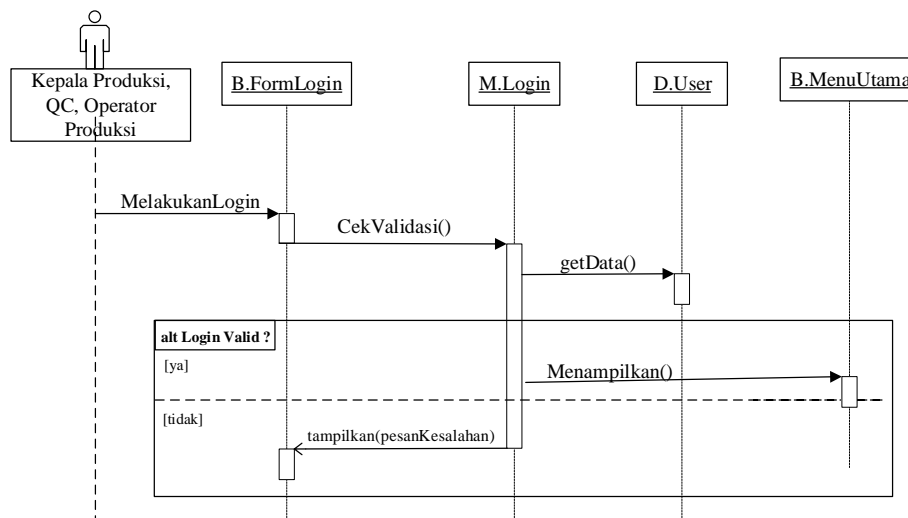 Kepala Produksi,
QC, Operator
Produksi
B.FormLogin
M.Login
D.User
B.MenuUtama
MelakukanLogin
CekValidasi()
getData()
alt Login Valid ?
[ya]
Menampilkan()
[tidak]
tampilkan(pesanKesalahan)